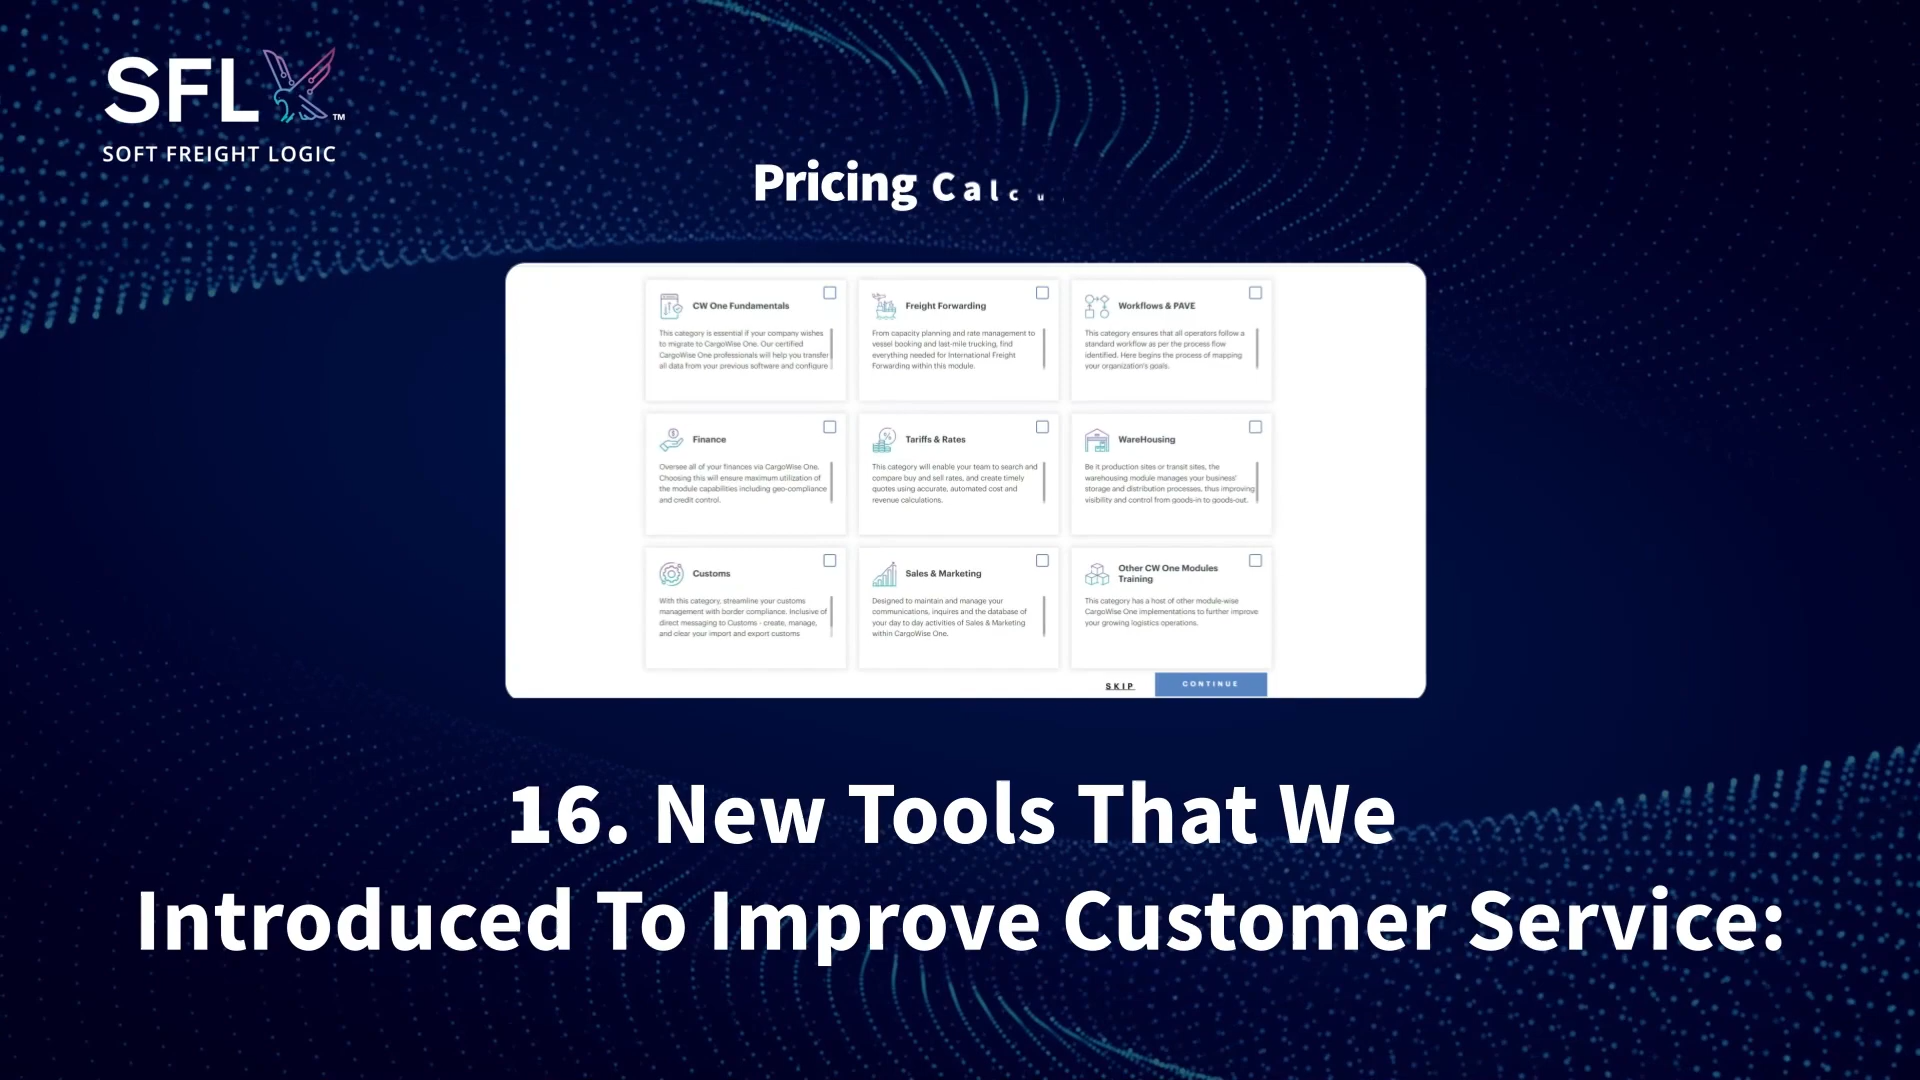 SFL
TM
SOFT FREIGHT LOGIC
Pricing Calcu
CW One Fundamentals
This category is essential if your company wishes
to migrate to CargoWise One. Our certified
CargoWise One professionals will help you transfer
all data from your previous software and configure
Freight Forwarding
From capacity planning and rate management to
vessel booking and last-mile trucking, find
everything needed for International Freight
Forwarding within this module.
Workflows & PAVE
This category ensures that all operators follow a
standard workflow as per the process flow
identified. Here begins the process of mapping
your organization's goals.
Finance
Oversee all of your finances via CargoWise One.
Choosing this will ensure maximum utilization of
the module capabilities including geo-compliance
and credit control.
Tariffs & Rates
This category will enable your team to search and
compare buy and sell rates, and create timely
quotes using accurate, automated cost and
revenue calculations.
WareHousing
Be it production sites or transit sites, the
warehousing module manages your business'
storage and distribution processes, thus improving
visibility and control from goods-in to goods-out.
Customs
With this category, streamline your customs
management with border compliance. Inclusive of
direct messaging to Customs - create, manage,
and clear your import and export customs
Sales & Marketing
Designed to maintain and manage your
communications, inquires and the database of
your day to day activities of Sales & Marketing
within CargoWise One.
Other CW One Modules
Training
This category has a host of other module-wise
CargoWise One implementations to further improve
your growing logistics operations.
SKIP
CONTINUE
16. New Tools That We
Introduced To Improve Customer Service: